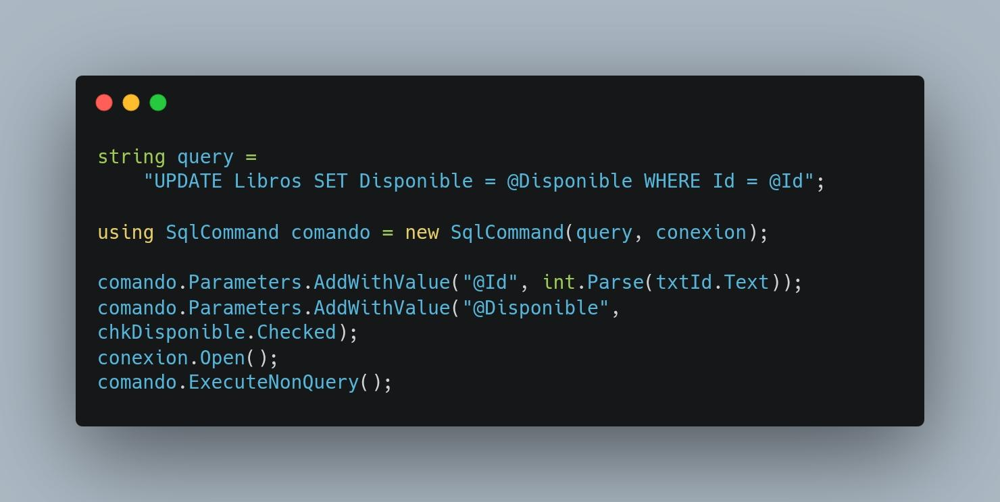 string query =
    "UPDATE Libros SET Disponible = @Disponible WHERE Id = @Id";
using SqlCommand comando = new SqlCommand(query, conexion);
comando.Parameters.AddWithValue("@Id", int.Parse(txtId.Text));
comando.Parameters.AddWithValue("@Disponible",
chkDisponible.Checked);
conexion.Open();
comando.ExecuteNonQuery();